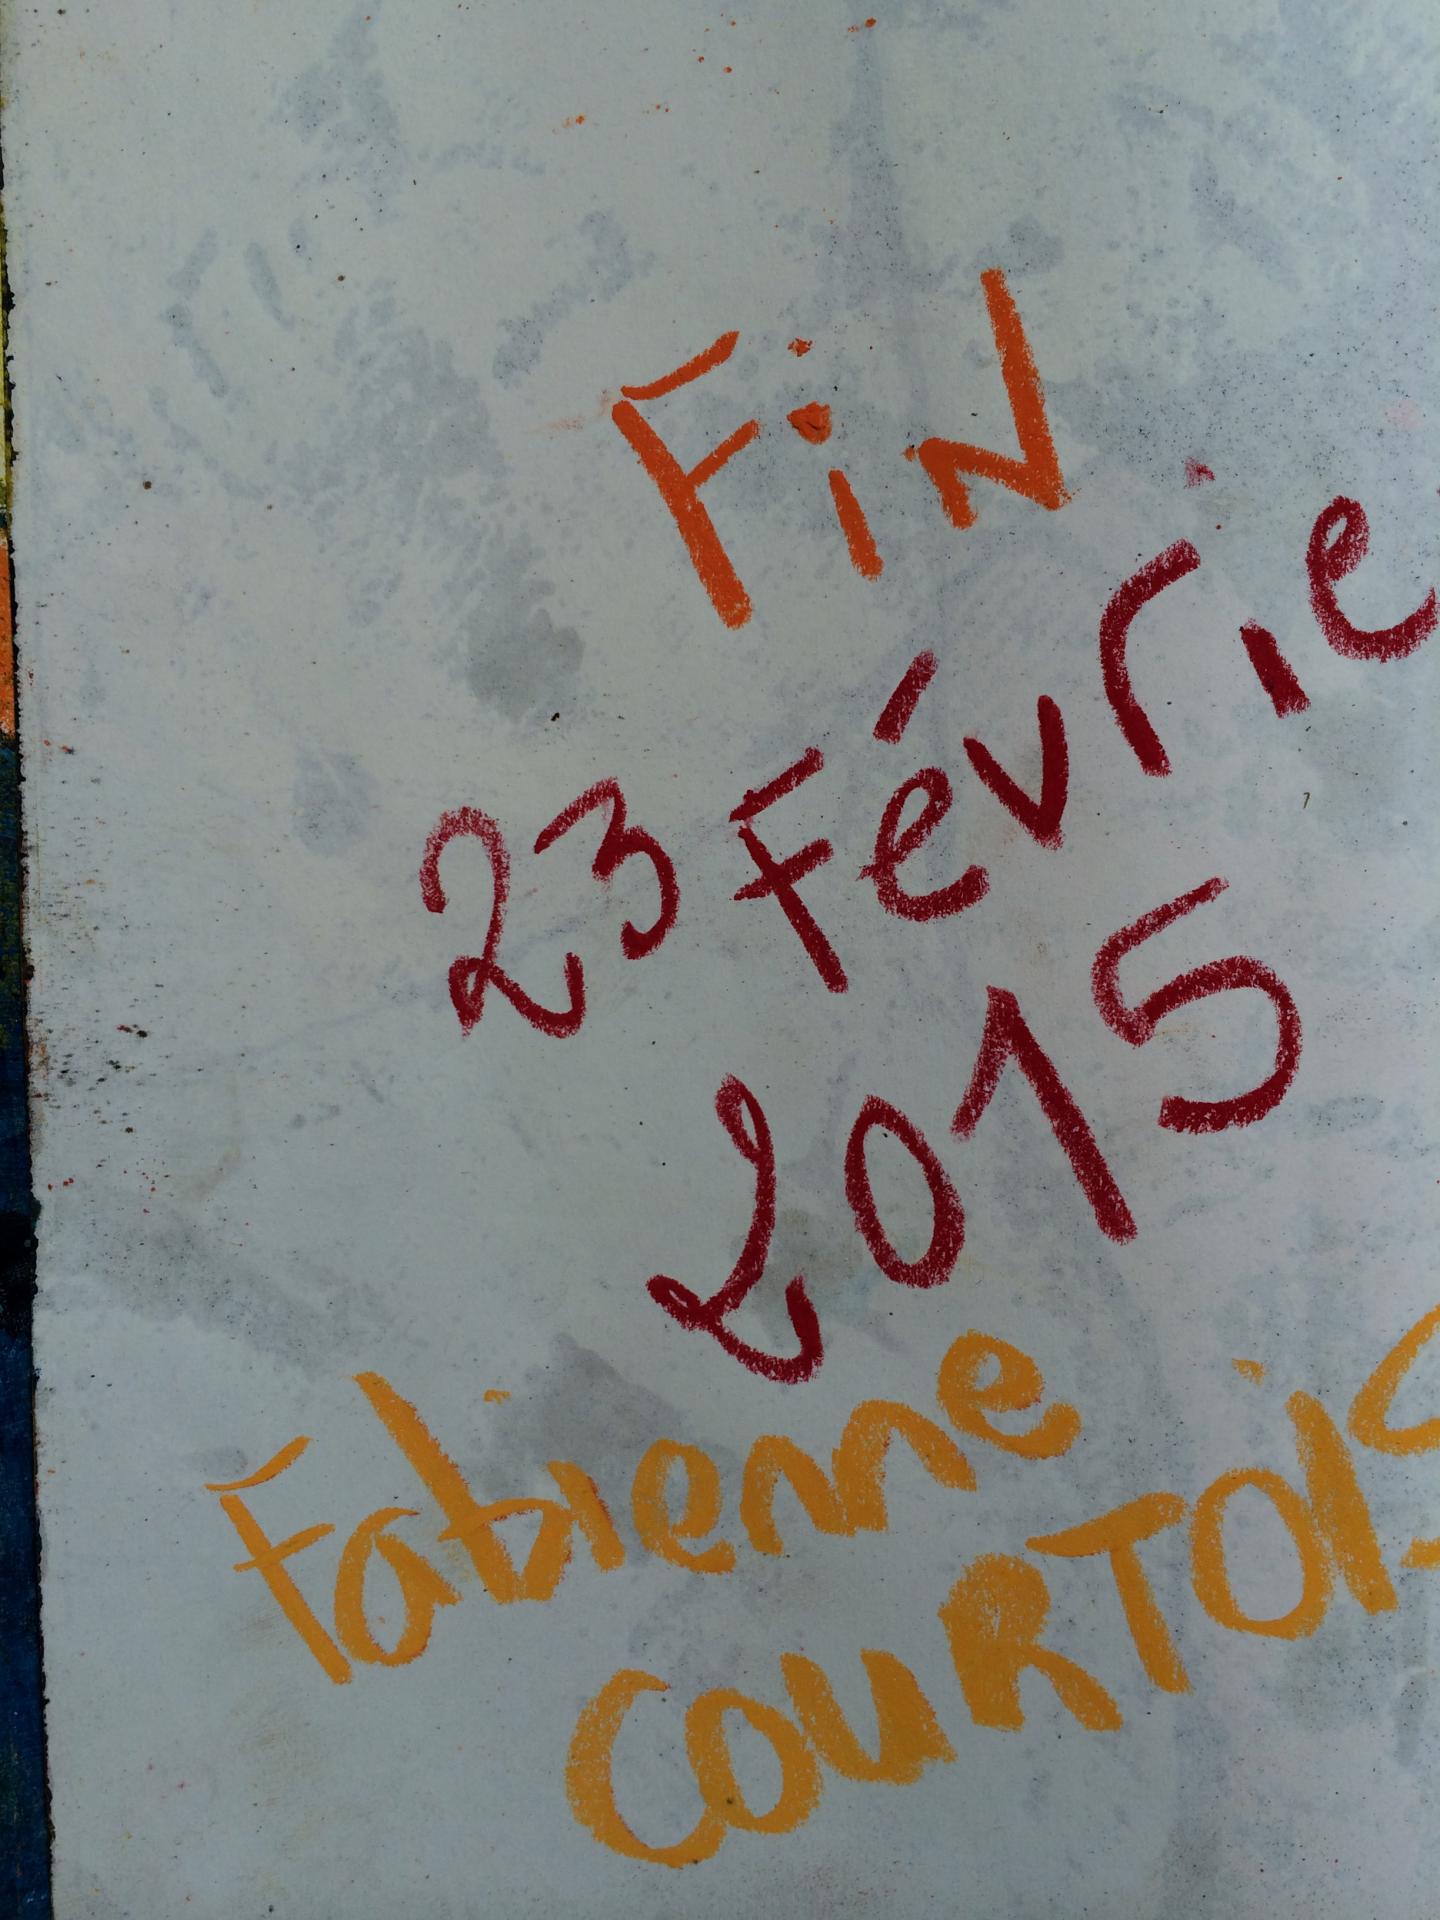 Fin
23 Févrie
2015
Fabienne
COURTOIS